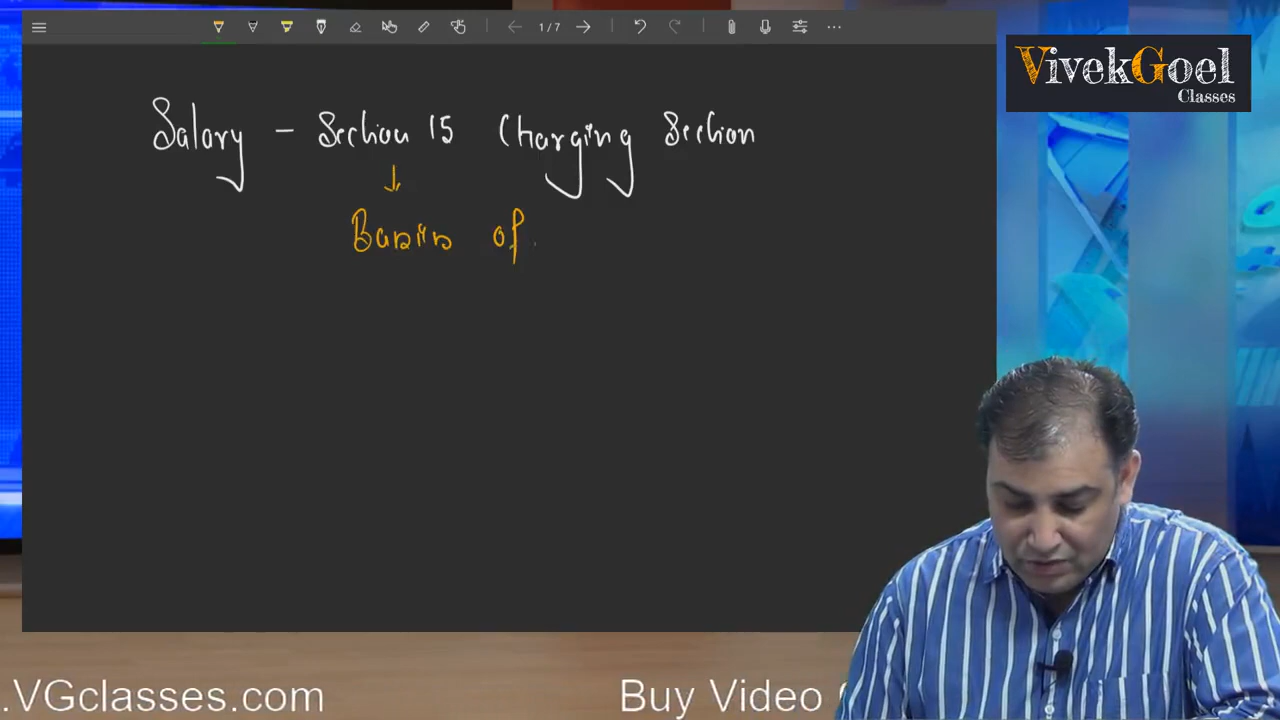 1/7
VivekGoel
Classes
Salary - Section 15 Charging Section
↓
Basis of
.VGclasses.com
Buy Video